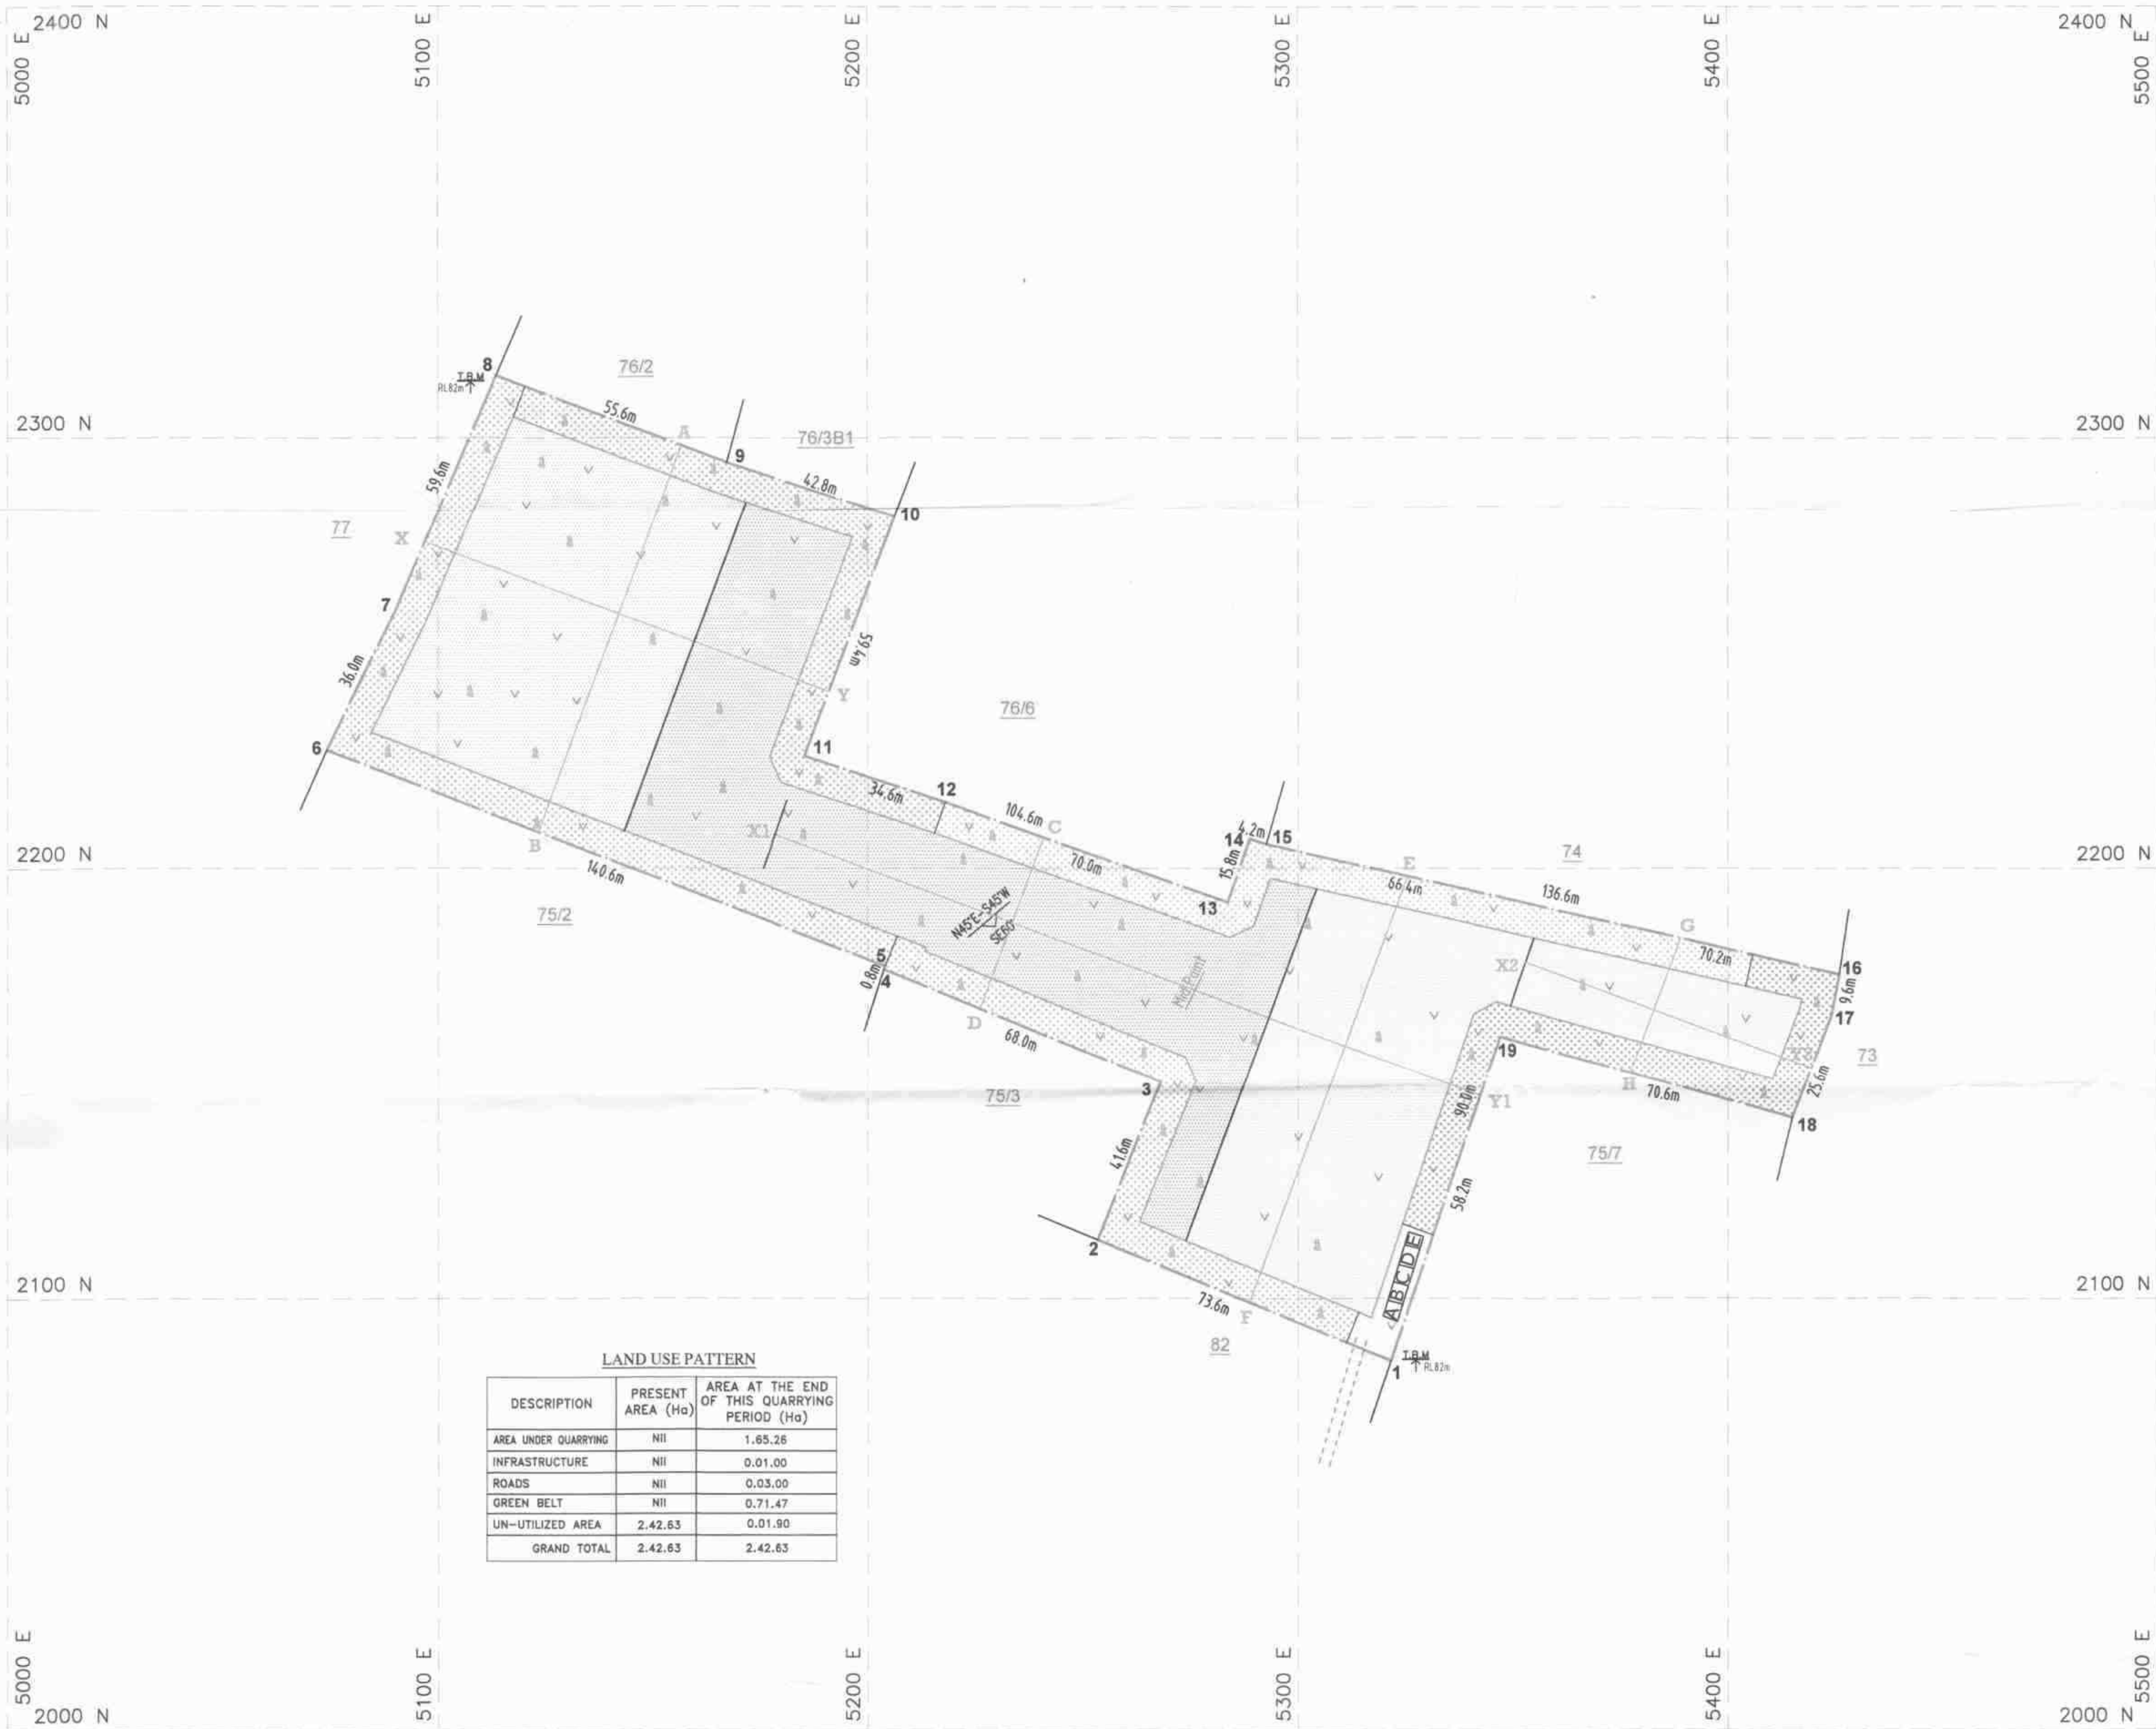 2400 N
2400 N
5000 E
5100 E
5200 E
5300 E
5400 E
5500 E
8
T.B.M
RL82m
76/2
55.6m
A
9
76/3B1
42.8m
10
2300 N
2300 N
59.6m
77
X
7
36.0m
59.4m
Y
76/6
6
11
34.6m
12
104.6m
C
70.0m
X1
B
140.6m
14
4.2m
15
15.8m
13
E
66.4m
74
136.6m
G
70.2m
16
9.6m
17
2200 N
2200 N
75/2
N45°E-S45°W
SE60°
5
0.8m
4
D
68.0m
Mid Point
X2
19
Y2
73
25.6m
H
70.6m
18
75/3
3
90.0m
Y1
75/7
41.6m
58.2m
2
A B C D E
73.6m
F
82
1
T.B.M
RL82m
2100 N
2100 N
LAND USE PATTERN
DESCRIPTION PRESENT AREA (Ha) AREA AT THE END OF THIS QUARRYING PERIOD (Ha)
AREA UNDER QUARRYING Nil 1.65.26
INFRASTRUCTURE Nil 0.01.00
ROADS Nil 0.03.00
GREEN BELT Nil 0.71.47
UN-UTILIZED AREA 2.42.63 0.01.90
GRAND TOTAL 2.42.63 2.42.63
5000 E
5100 E
5200 E
5300 E
5400 E
5500 E
2000 N
2000 N